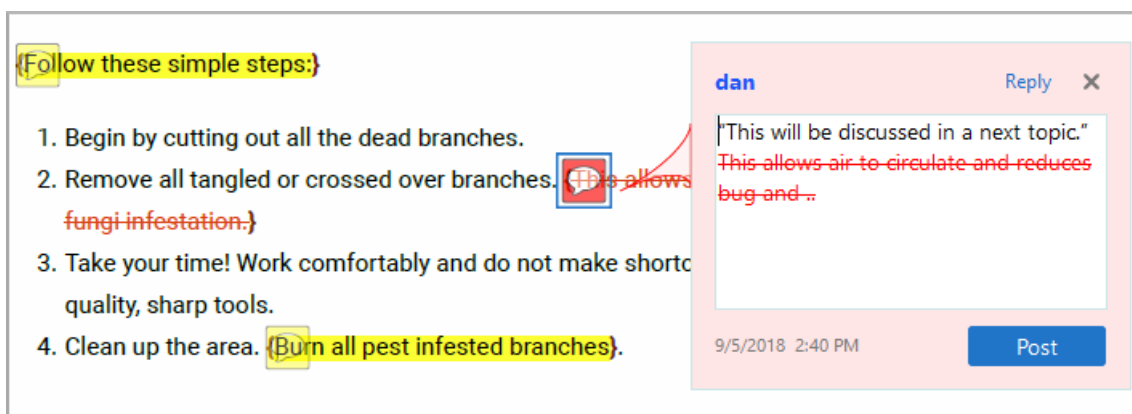 {Follow these simple steps:}
1. Begin by cutting out all the dead branches.
2. Remove all tangled or crossed over branches. {This allows
fungi infestation.}
3. Take your time! Work comfortably and do not make shortc
quality, sharp tools.
4. Clean up the area. {Burn all pest infested branches}.
dan
Reply
"This will be discussed in a next topic."
This allows air to circulate and reduces
bug and ..
9/5/2018 2:40 PM
Post